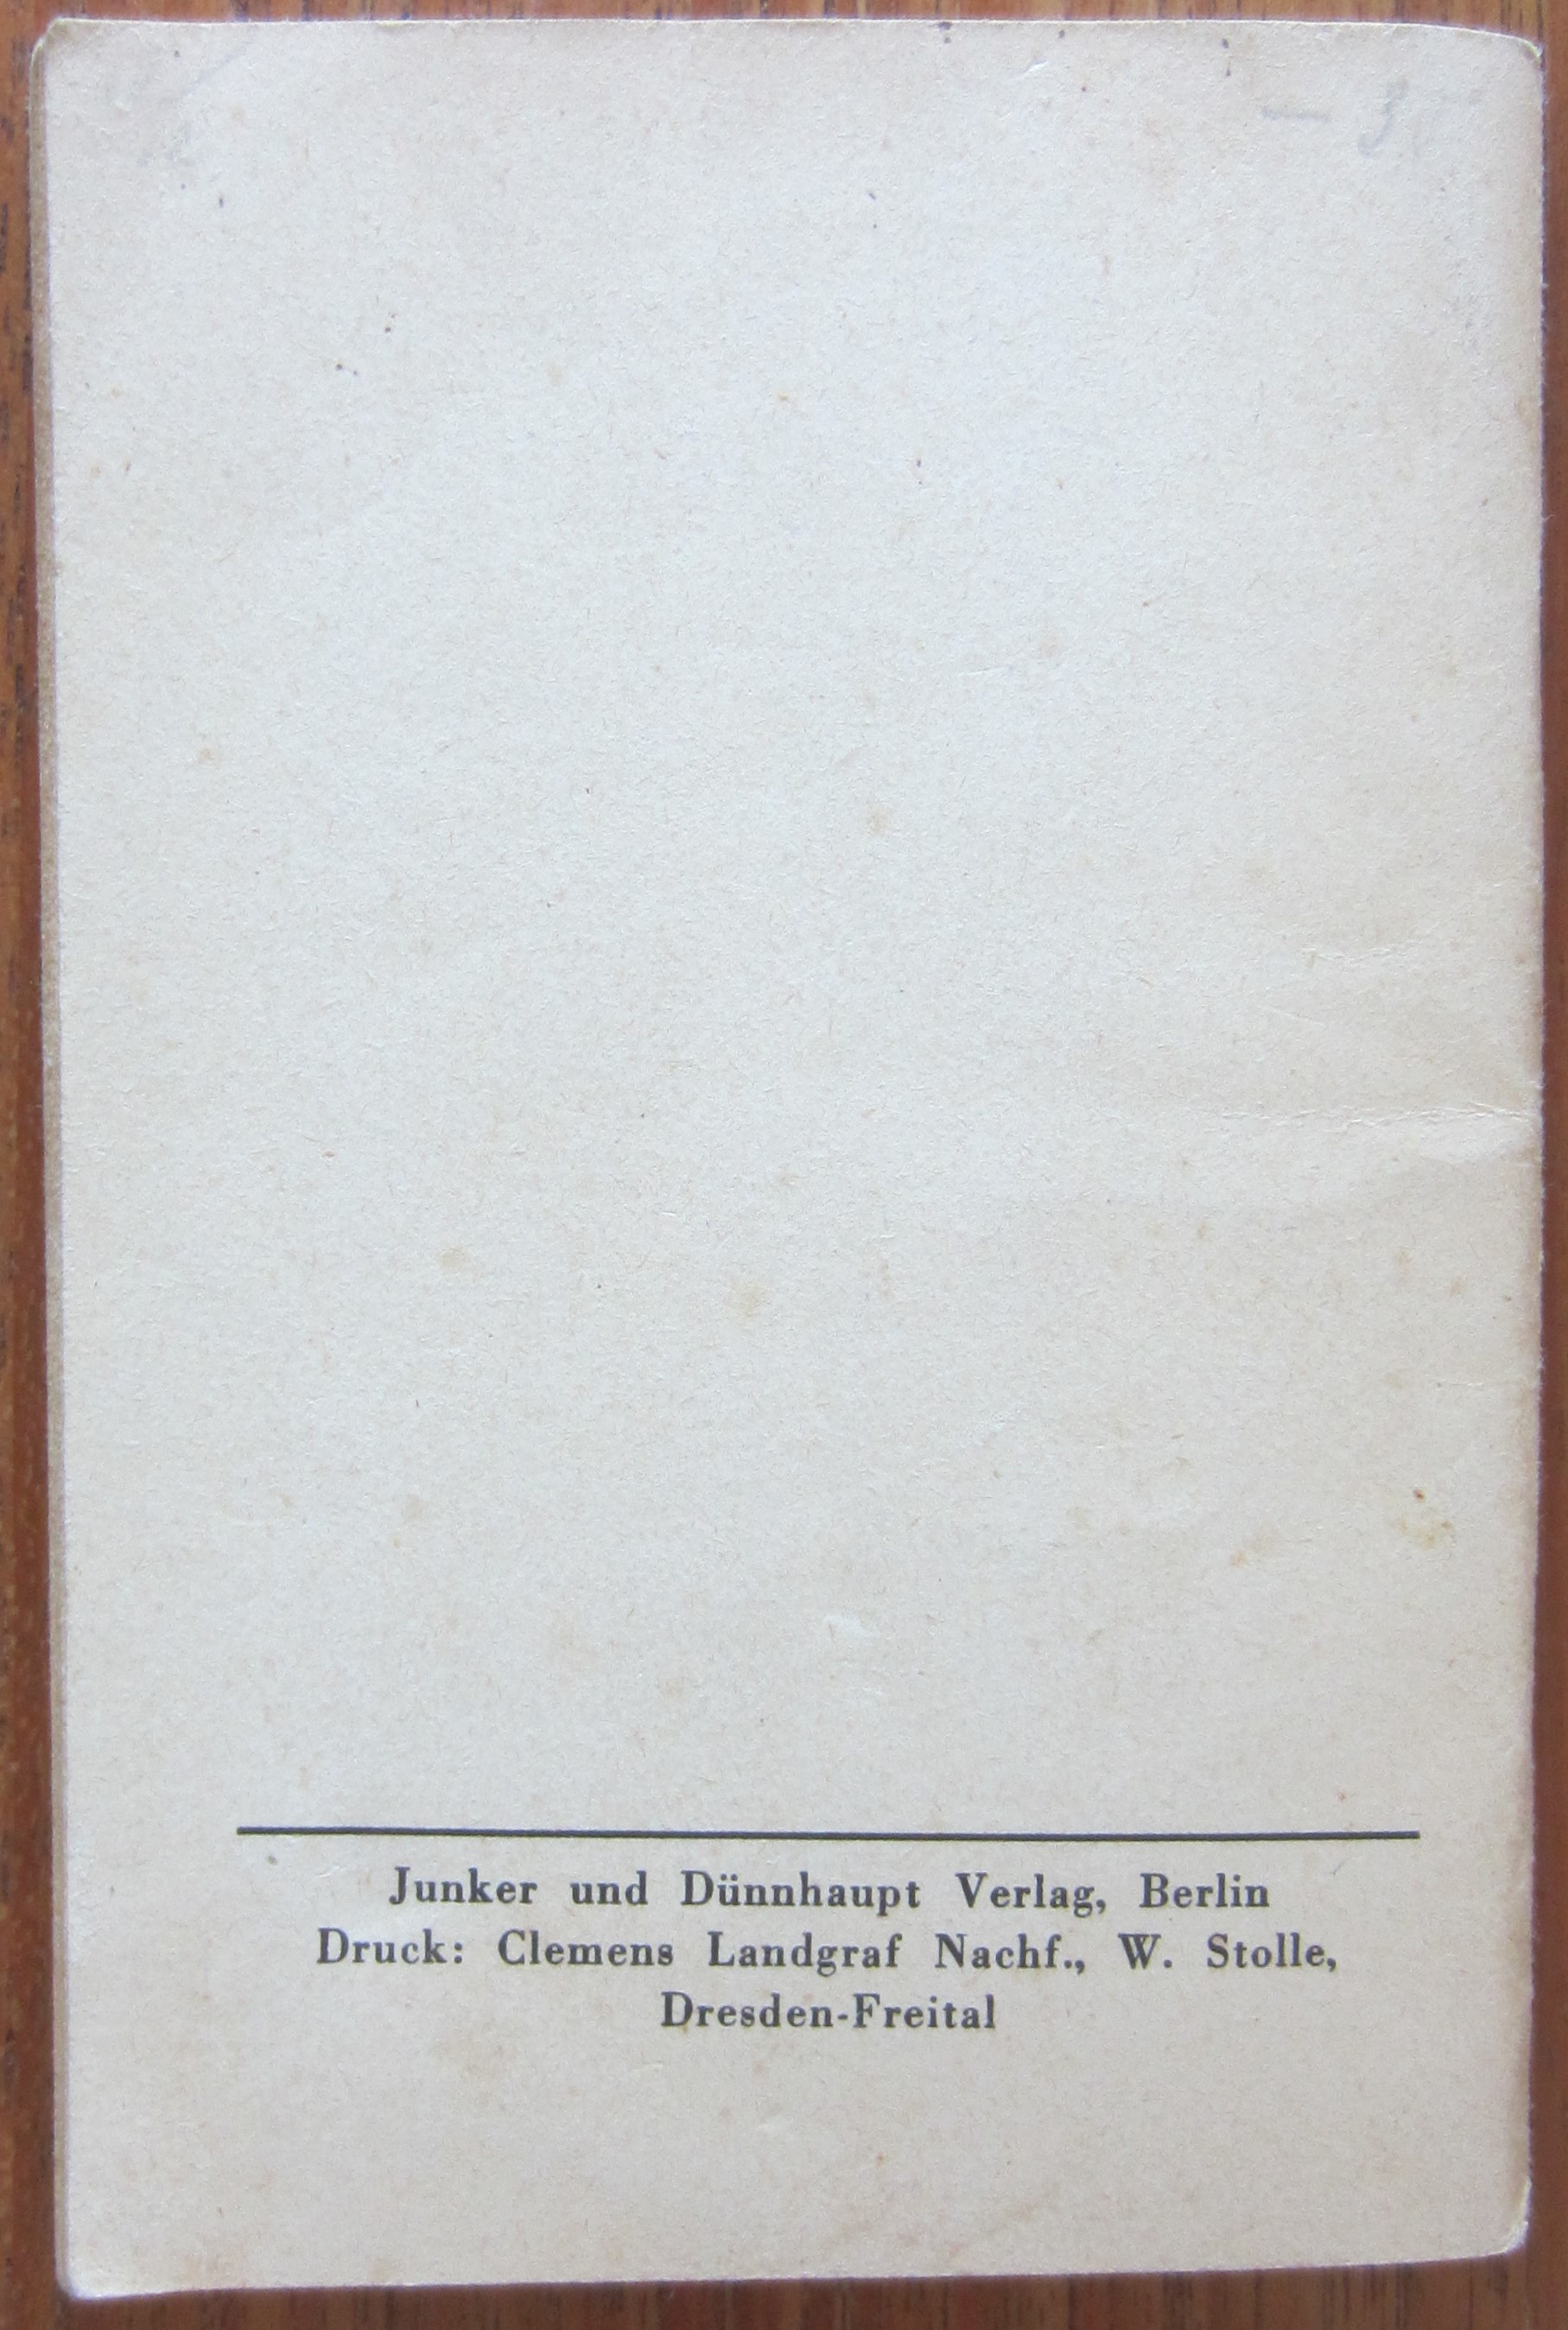 Junker und Dünnhaupt Verlag, Berlin
Druck: Clemens Landgraf Nachf., W. Stolle,
Dresden-Freital